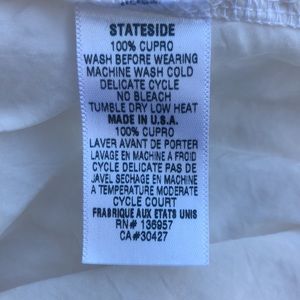 STATESIDE
100% CUPRO
WASH BEFORE WEARING
MACHINE WASH COLD
DELICATE CYCLE
NO BLEACH
TUMBLE DRY LOW HEAT
MADE IN U.S.A.
100% CUPRO
LAVER AVANT DE PORTER
LAVAGE EN MACHINE A FROID
CYCLE DELICATE PAS DE
JAVEL SECHAGE EN MACHINE
A TEMPERATURE MODERATE
CYCLE COURT
FRABRIQUE AUX ETATS UNIS
RN# 136957
CA#30427